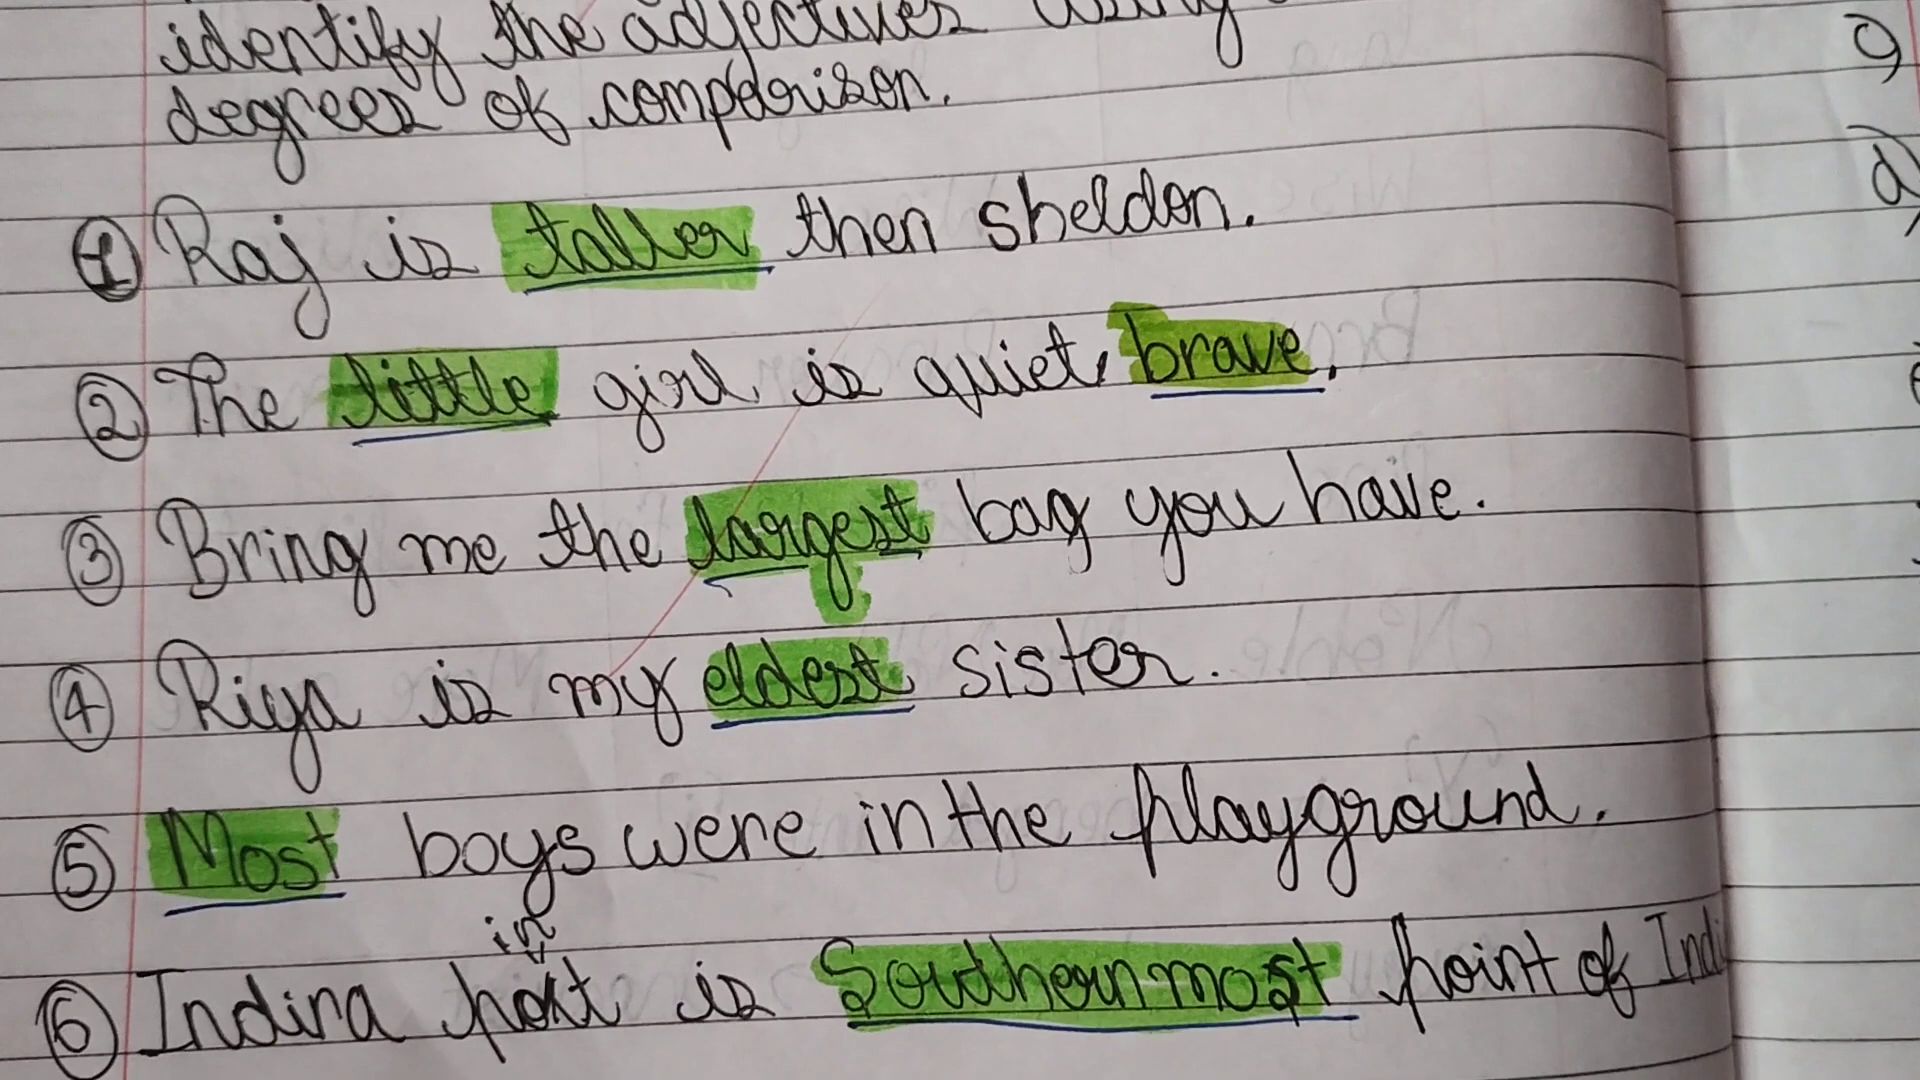 identify the adjectives using
degrees of comparison.
① Raj is taller then sheldon.
② The little girl is quiet brave.
③ Bring me the largest bag you have.
④ Riya is my eldest sister.
⑤ Most boys were in the playground.
in
⑥ Indira point is Southernmost point of Indi
g
d)